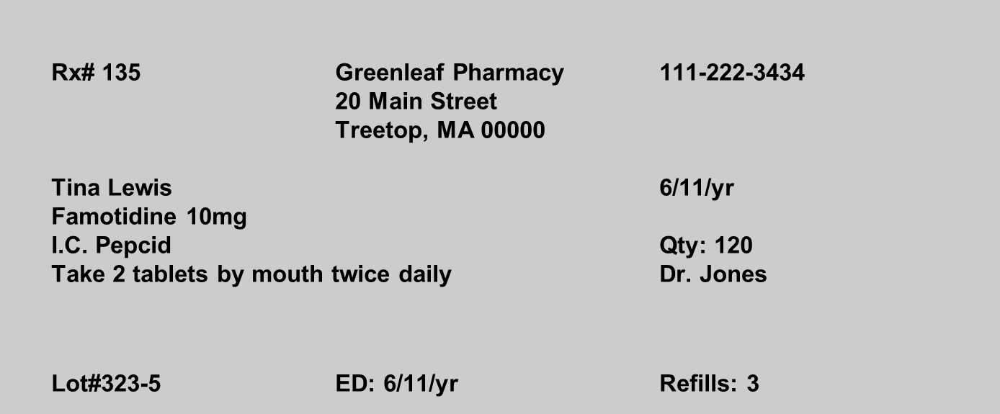 Rx# 135 Greenleaf Pharmacy 111-222-3434
20 Main Street
Treetop, MA 00000
Tina Lewis 6/11/yr
Famotidine 10mg
I.C. Pepcid Qty: 120
Take 2 tablets by mouth twice daily Dr. Jones
Lot#323-5 ED: 6/11/yr Refills: 3